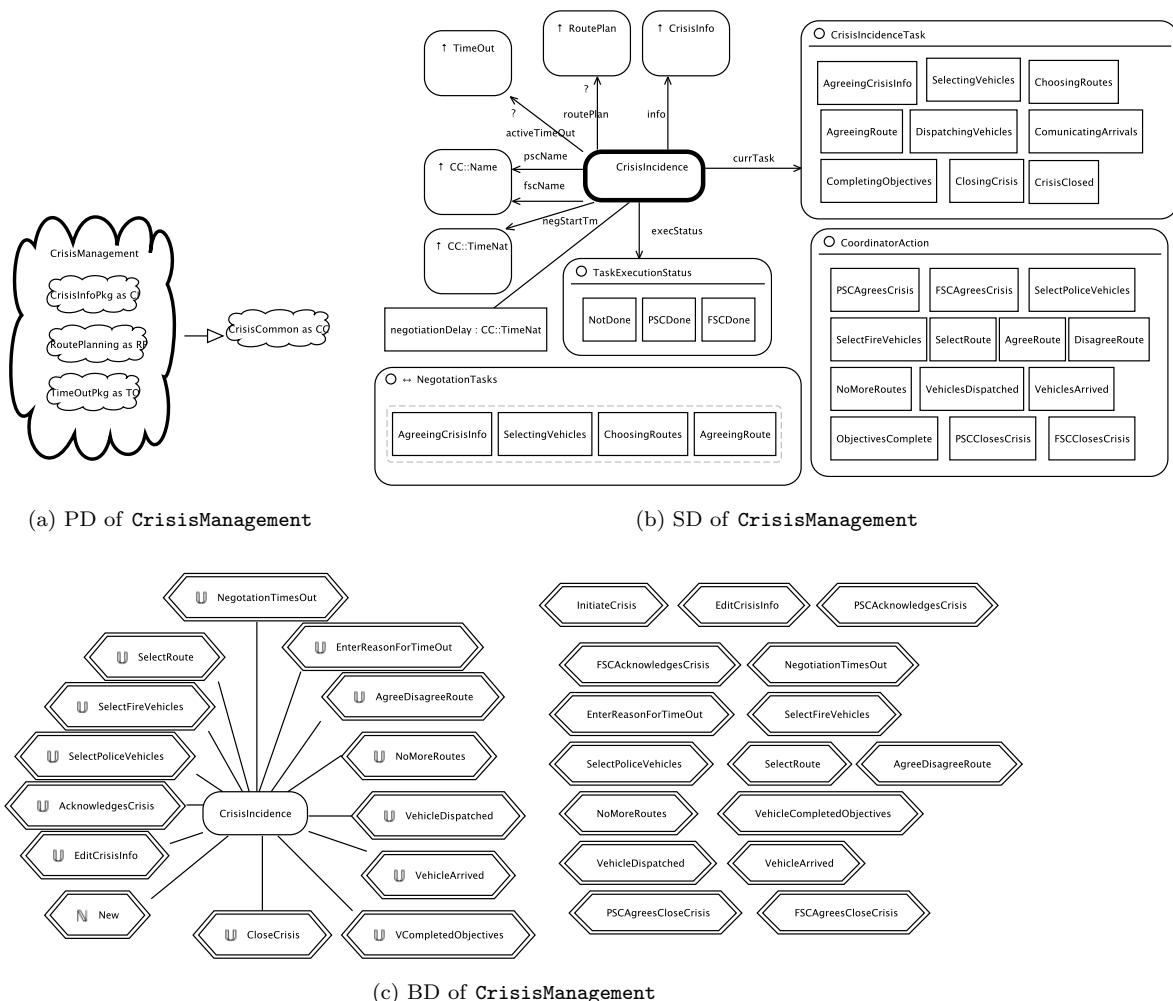 CrisisManagement
CrisisInfoPkg as CI
RoutePlanning as RP
TimeOutPkg as TO
CrisisCommon as CC
(a) PD of CrisisManagement
↑ TimeOut
↑ RoutePlan
↑ CrisisInfo
?
?
routePlan
info
activeTimeOut
pscName
fscName
↑ CC::Name
CrisisIncidence
currTask
negStartTm
↑ CC::TimeNat
execStatus
negotiationDelay : CC::TimeNat
TaskExecutionStatus
NotDone PSCDone FSCDone
CrisisIncidenceTask
AgreeingCrisisInfo SelectingVehicles ChoosingRoutes
AgreeingRoute DispatchingVehicles ComunicatingArrivals
CompletingObjectives ClosingCrisis CrisisClosed
CoordinatorAction
PSCAgreesCrisis FSCAgreesCrisis SelectPoliceVehicles
SelectFireVehicles SelectRoute AgreeRoute DisagreeRoute
NoMoreRoutes VehiclesDispatched VehiclesArrived
ObjectivesComplete PSCClosesCrisis FSCClosesCrisis
↔ NegotationTasks
AgreeingCrisisInfo SelectingVehicles ChoosingRoutes AgreeingRoute
(b) SD of CrisisManagement
𝕌 NegotationTimesOut
𝕌 SelectRoute
𝕌 EnterReasonForTimeOut
𝕌 SelectFireVehicles
𝕌 AgreeDisagreeRoute
𝕌 SelectPoliceVehicles
𝕌 NoMoreRoutes
𝕌 AcknowledgesCrisis
CrisisIncidence
𝕌 VehicleDispatched
𝕌 EditCrisisInfo
𝕌 VehicleArrived
ℕ New
𝕌 CloseCrisis
𝕌 VCompletedObjectives
InitiateCrisis EditCrisisInfo PSCAcknowledgesCrisis
FSCAcknowledgesCrisis NegotiationTimesOut
EnterReasonForTimeOut SelectFireVehicles
SelectPoliceVehicles SelectRoute AgreeDisagreeRoute
NoMoreRoutes VehicleCompletedObjectives
VehicleDispatched VehicleArrived
PSCAgreesCloseCrisis FSCAgreesCloseCrisis
(c) BD of CrisisManagement